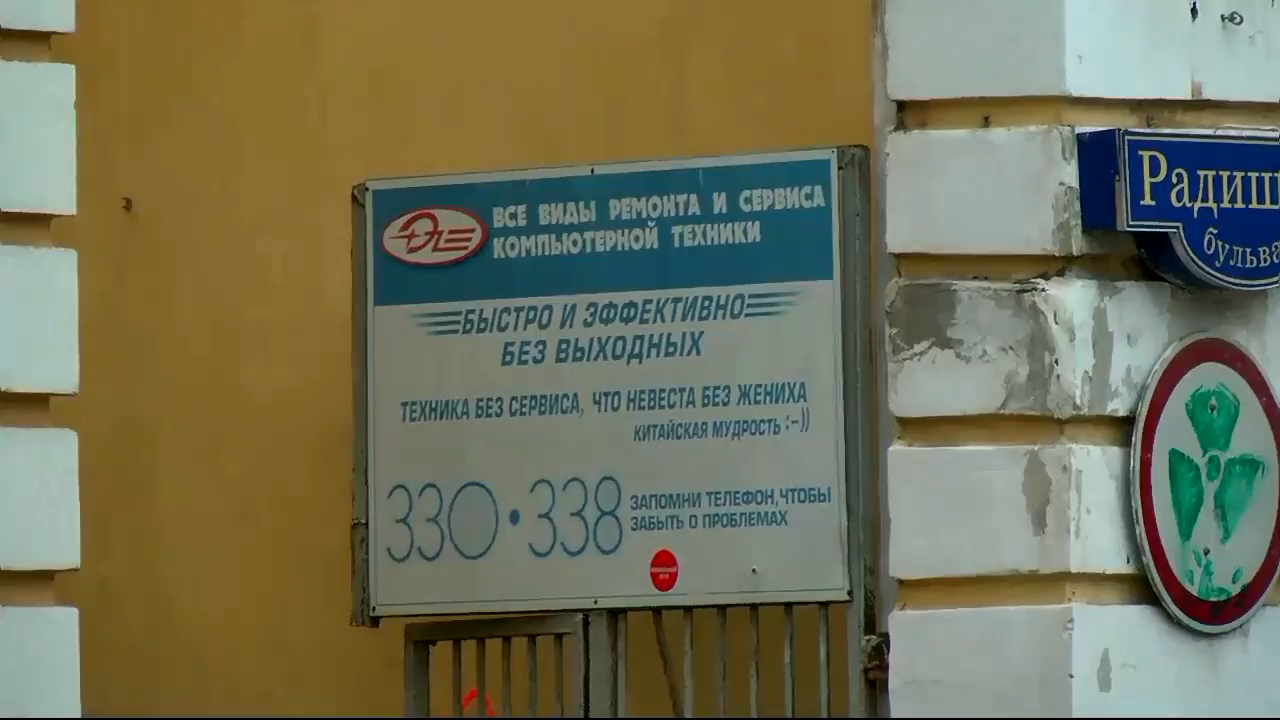 ВСЕ ВИДЫ РЕМОНТА И СЕРВИСА
КОМПЬЮТЕРНОЙ ТЕХНИКИ
БЫСТРО И ЭФФЕКТИВНО
БЕЗ ВЫХОДНЫХ
ТЕХНИКА БЕЗ СЕРВИСА, ЧТО НЕВЕСТА БЕЗ ЖЕНИХА
КИТАЙСКАЯ МУДРОСТЬ :-))
330•338
ЗАПОМНИ ТЕЛЕФОН,ЧТОБЫ
ЗАБЫТЬ О ПРОБЛЕМАХ
Радиш
бульва